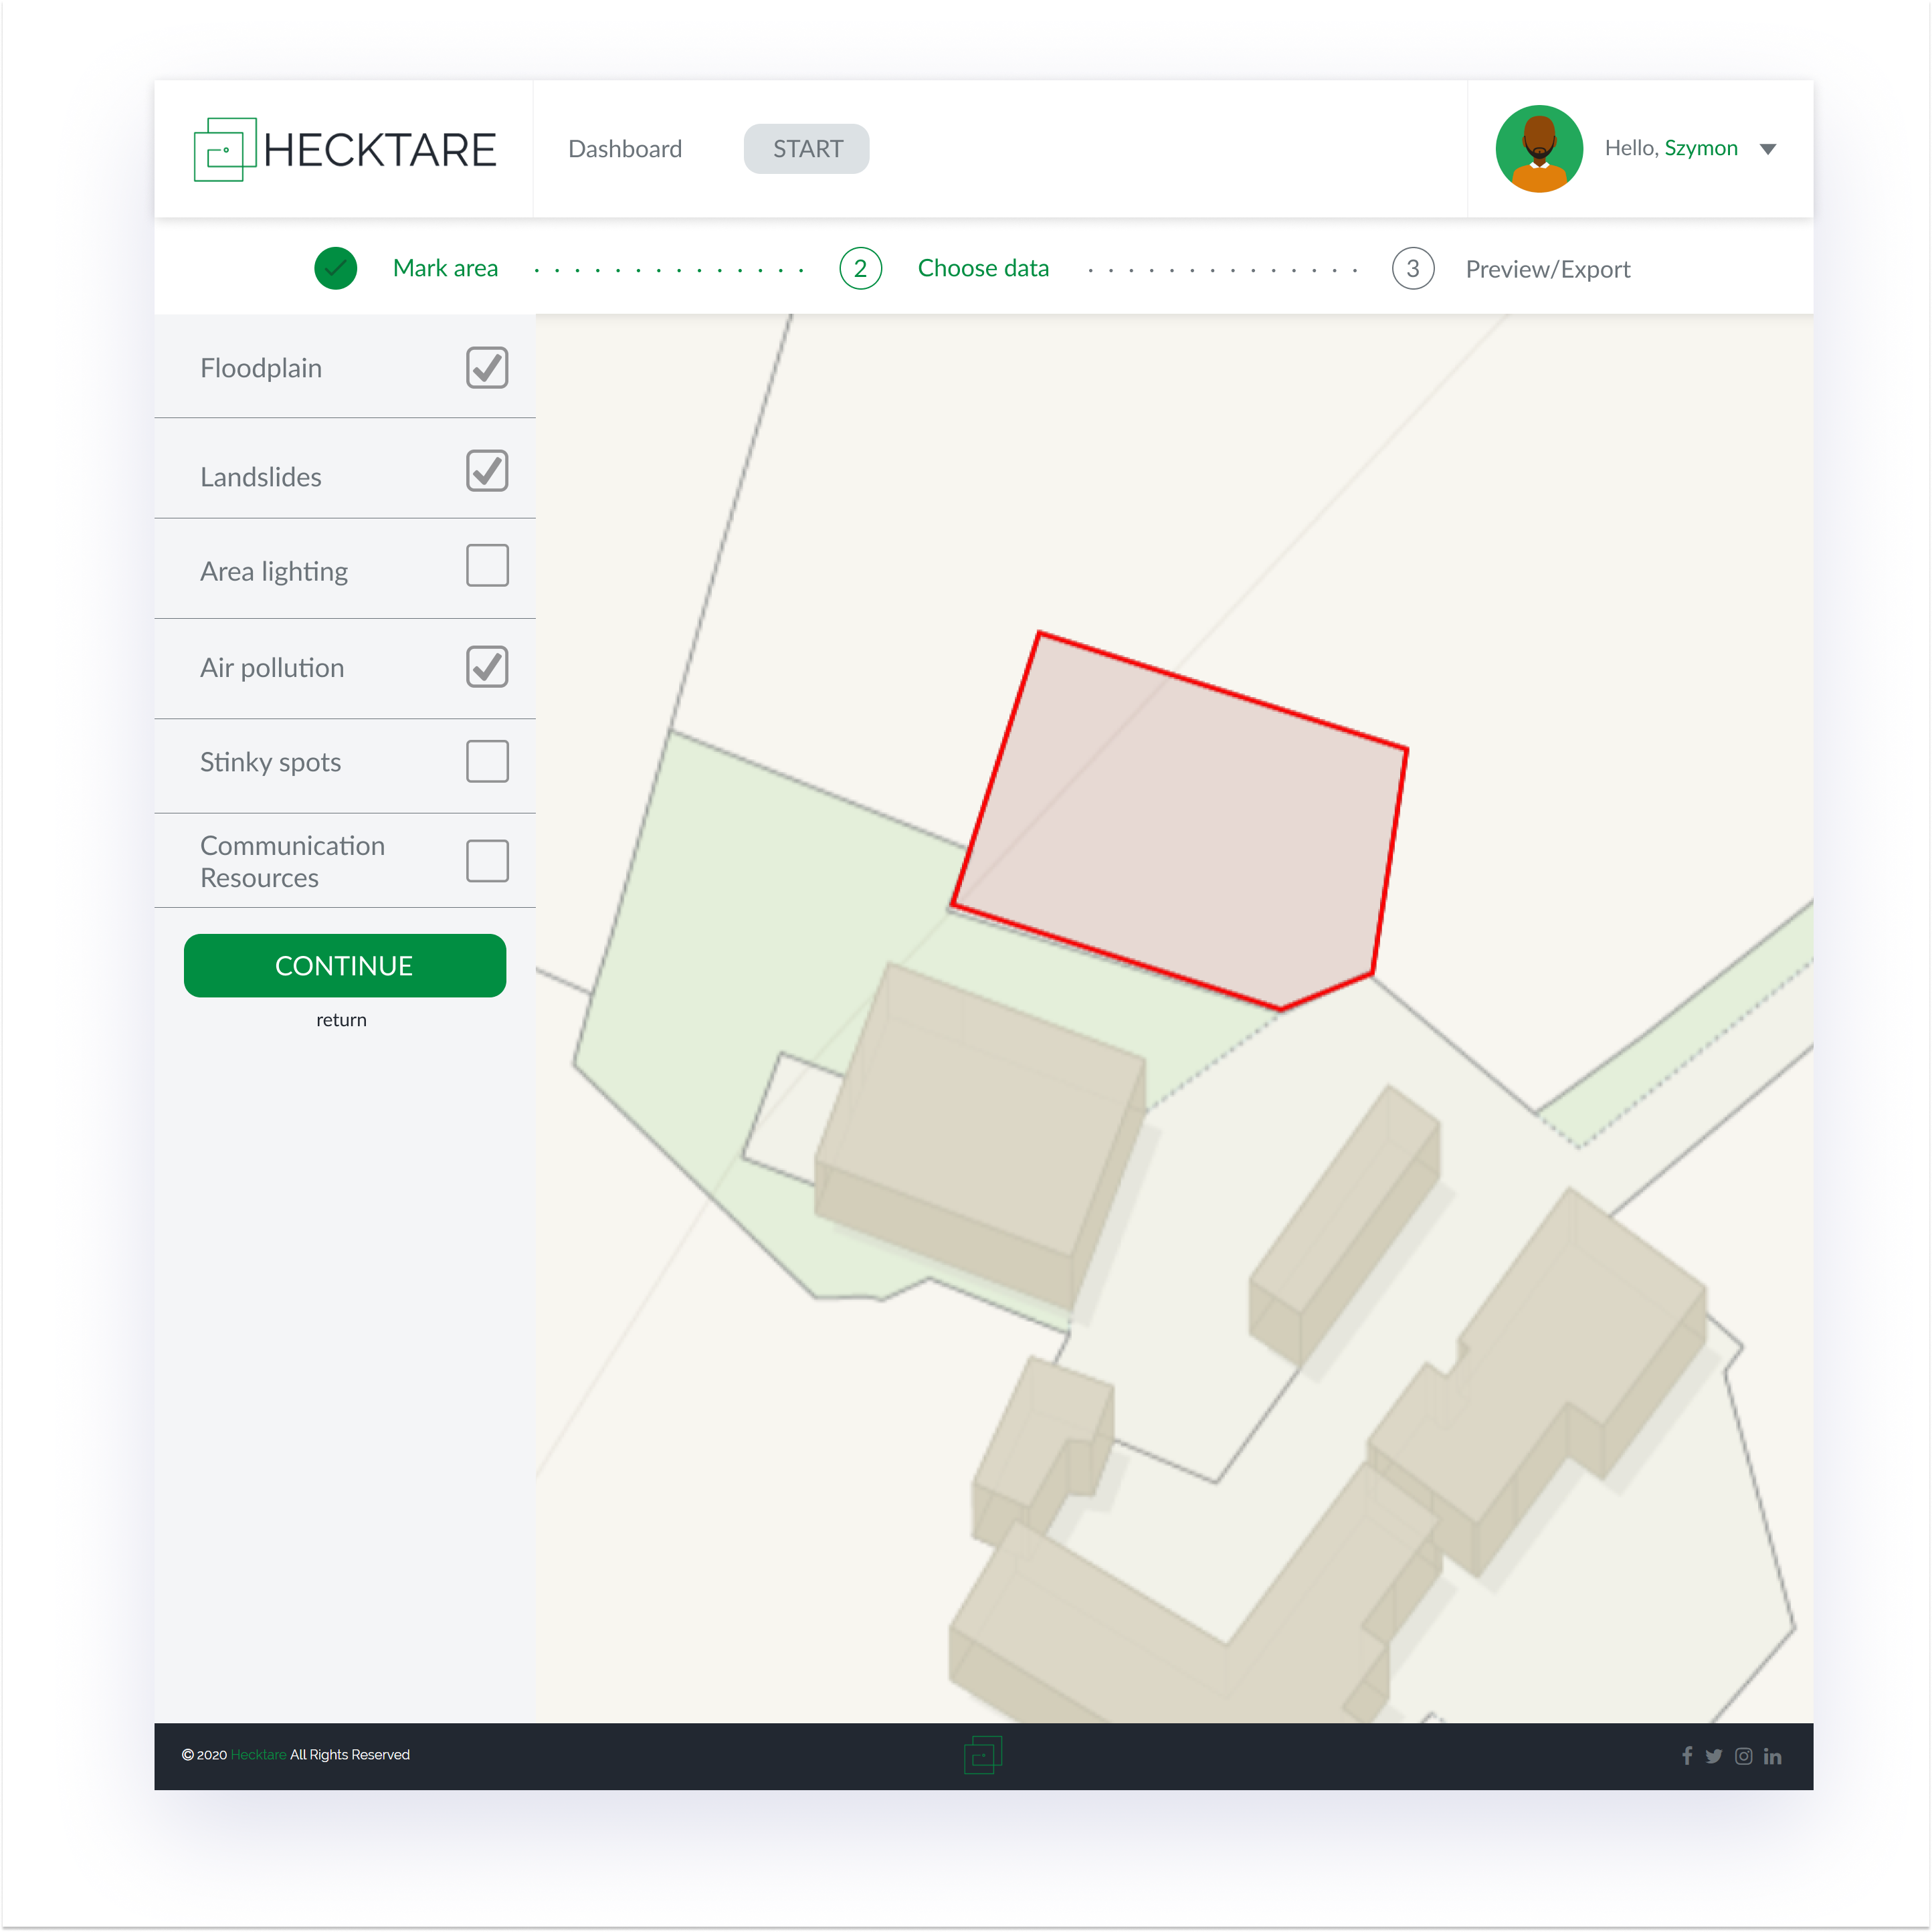 HECKTARE
Dashboard
START
Hello, Szymon
Mark area
2
Choose data
3
Preview/Export
Floodplain
Landslides
Area lighting
Air pollution
Stinky spots
Communication
Resources
CONTINUE
return
© 2020 Hecktare All Rights Reserved